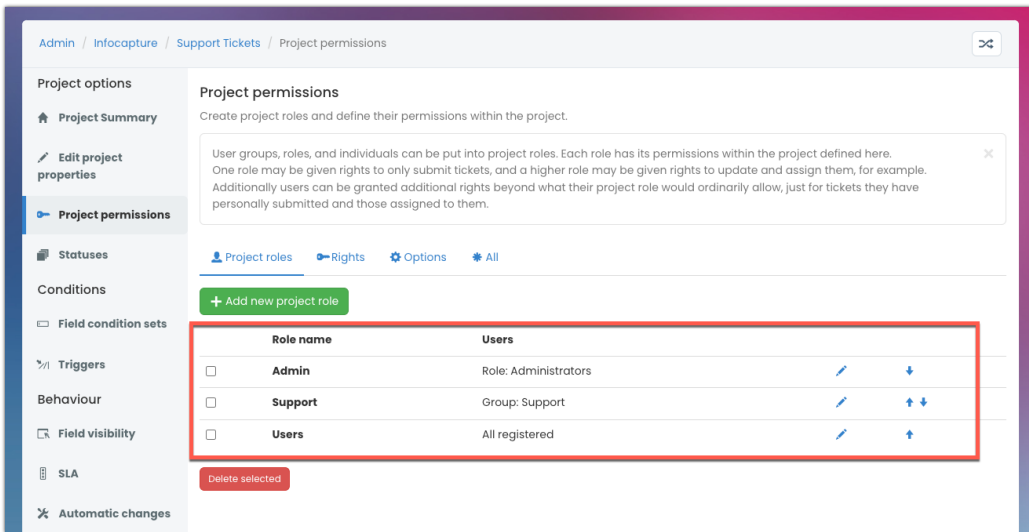 Admin / Infocapture / Support Tickets / Project permissions
Project options
Project Summary
Edit project
properties
Project permissions
Statuses
Conditions
Field condition sets
Triggers
Behaviour
Field visibility
SLA
Automatic changes
Project permissions
Create project roles and define their permissions within the project.
User groups, roles, and individuals can be put into project roles. Each role has its permissions within the project defined here.
One role may be given rights to only submit tickets, and a higher role may be given rights to update and assign them, for example.
Additionally users can be granted additional rights beyond what their project role would ordinarily allow, just for tickets they have
personally submitted and those assigned to them.
Project roles Rights Options All
+ Add new project role
Role name Users
Admin Role: Administrators
Support Group: Support
Users All registered
Delete selected